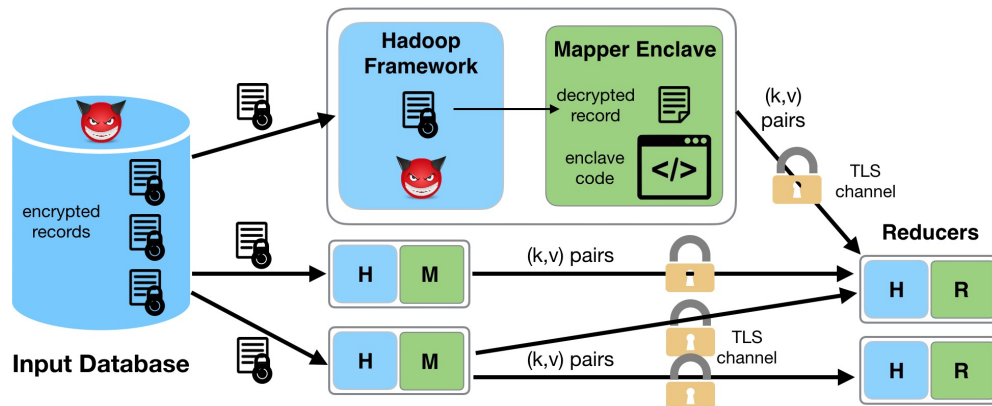 Hadoop
Framework
Mapper Enclave
decrypted
record
enclave
code
</>
(k,v)
pairs
TLS
channel
encrypted
records
Input Database
H M
(k,v) pairs
Reducers
H R
H M
(k,v) pairs
TLS
channel
H R